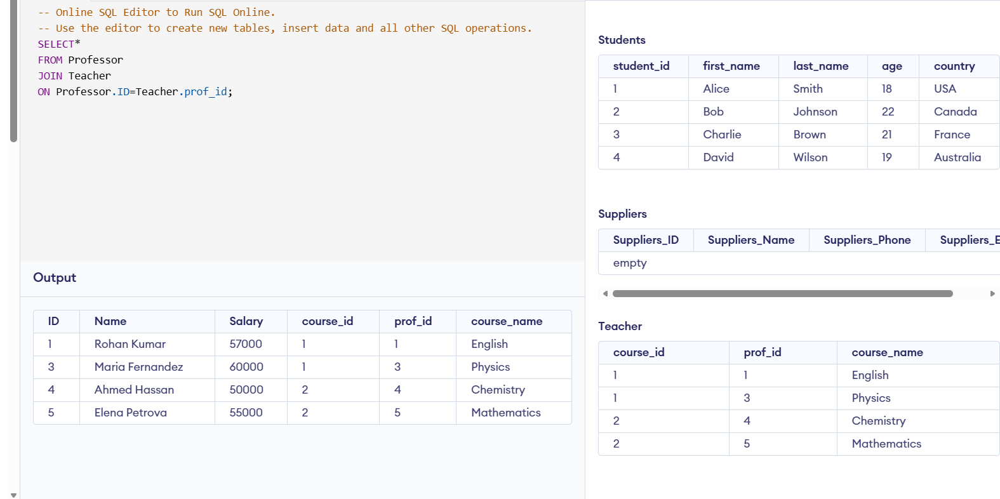 -- Online SQL Editor to Run SQL Online.
-- Use the editor to create new tables, insert data and all other SQL operations.
SELECT*
FROM Professor
JOIN Teacher
ON Professor.ID=Teacher.prof_id;
Output
ID Name Salary course_id prof_id course_name
1 Rohan Kumar 57000 1 1 English
3 Maria Fernandez 60000 1 3 Physics
4 Ahmed Hassan 50000 2 4 Chemistry
5 Elena Petrova 55000 2 5 Mathematics
Students
student_id first_name last_name age country
1 Alice Smith 18 USA
2 Bob Johnson 22 Canada
3 Charlie Brown 21 France
4 David Wilson 19 Australia
Suppliers
Suppliers_ID Suppliers_Name Suppliers_Phone Suppliers_E
empty
Teacher
course_id prof_id course_name
1 1 English
1 3 Physics
2 4 Chemistry
2 5 Mathematics